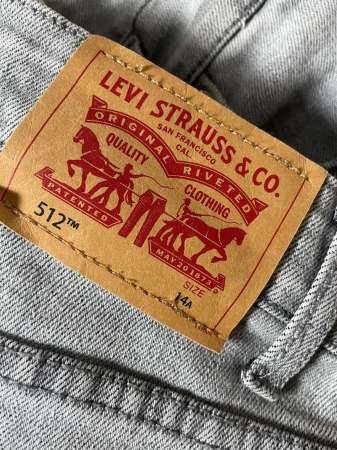 LEVI STRAUSS & CO.
SAN FRANCISCO
CAL.
ORIGINAL RIVETED
QUALITY CLOTHING
PATENTED MAY 20 1873
512™
SIZE
14A